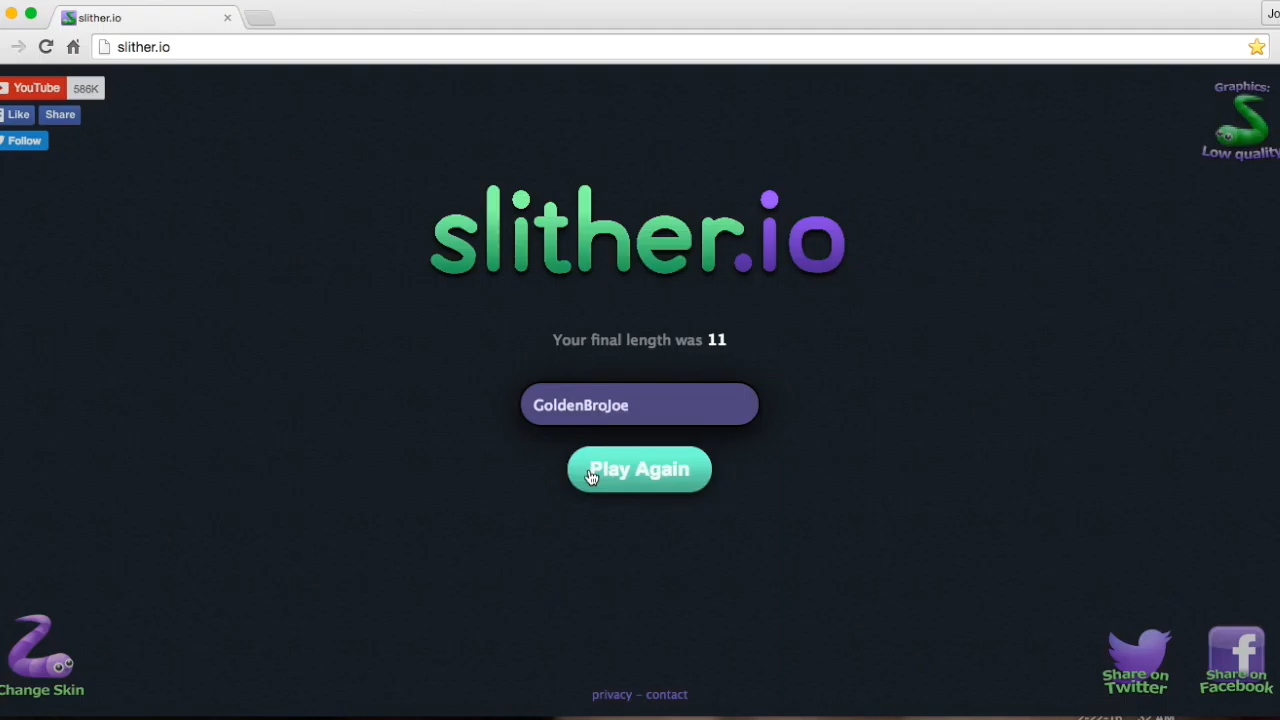 slither.io
Jo
slither.io
YouTube 586K
Like Share
Follow
Graphics:
Low quality
slither.io
Your final length was 11
GoldenBroJoe
Play Again
Change Skin
Share on
Twitter
Share on
Facebook
privacy - contact